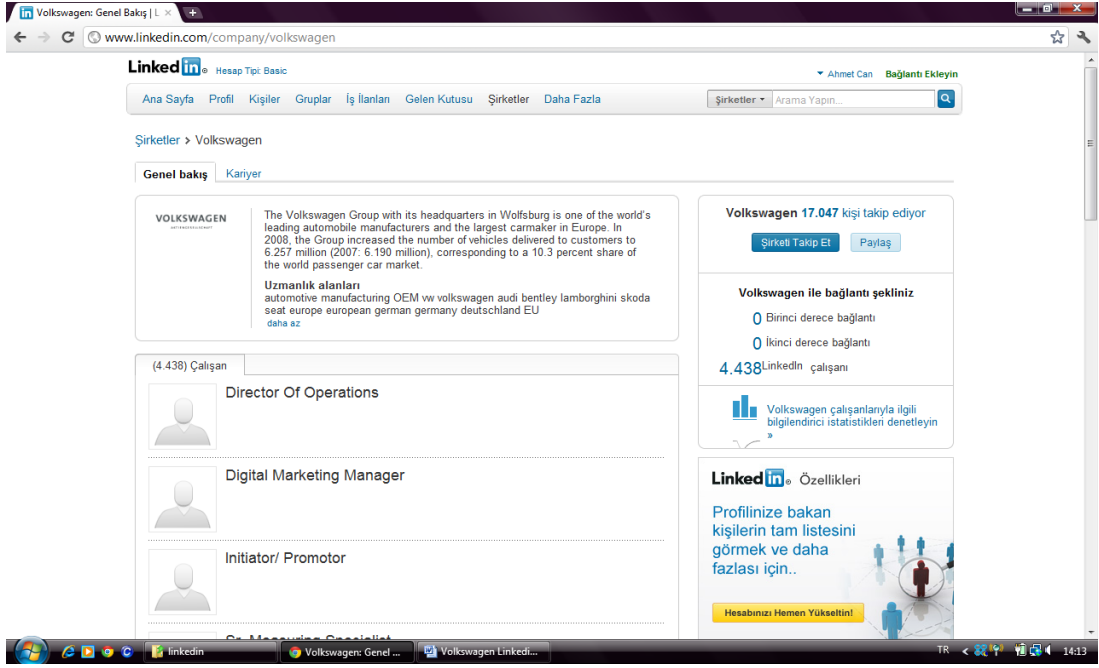 Volkswagen: Genel Bakış | L
www.linkedin.com/company/volkswagen
Linked in Hesap Tipi: Basic
Ahmet Can Bağlantı Ekleyin
Ana Sayfa Profil Kişiler Gruplar İş İlanları Gelen Kutusu Şirketler Daha Fazla
Şirketler Arama Yapın...
Şirketler > Volkswagen
Genel bakış Kariyer
VOLKSWAGEN
AKTIENGESELLSCHAFT
The Volkswagen Group with its headquarters in Wolfsburg is one of the world's
leading automobile manufacturers and the largest carmaker in Europe. In
2008, the Group increased the number of vehicles delivered to customers to
6.257 million (2007: 6.190 million), corresponding to a 10.3 percent share of
the world passenger car market.
Uzmanlık alanları
automotive manufacturing OEM vw volkswagen audi bentley lamborghini skoda
seat europe european german germany deutschland EU
daha az
(4.438) Çalışan
Director Of Operations
Digital Marketing Manager
Initiator/ Promotor
Sr. Measuring Specialist
Volkswagen 17.047 kişi takip ediyor
Şirketi Takip Et Paylaş
Volkswagen ile bağlantı şekliniz
0 Birinci derece bağlantı
0 İkinci derece bağlantı
4.438 LinkedIn çalışanı
Volkswagen çalışanlarıyla ilgili
bilgilendirici istatistikleri denetleyin
»
Linked in Özellikleri
Profilinize bakan
kişilerin tam listesini
görmek ve daha
fazlası için..
Hesabınızı Hemen Yükseltin!
linkedin Volkswagen: Genel ... Volkswagen Linkedi... TR 14:13